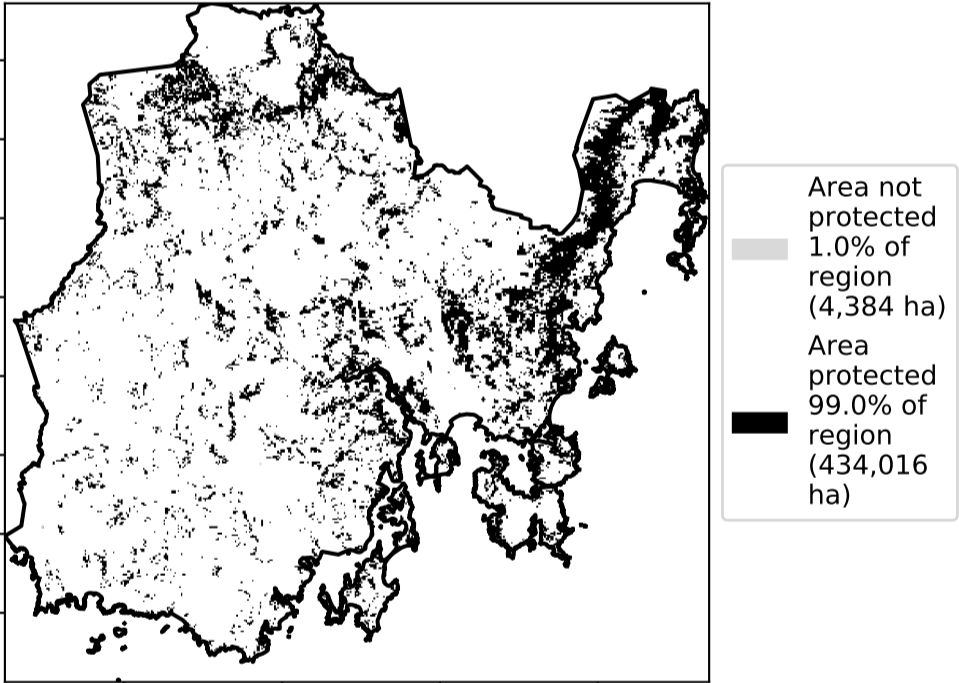 Area not
protected
1.0% of
region
(4,384 ha)
Area
protected
99.0% of
region
(434,016
ha)